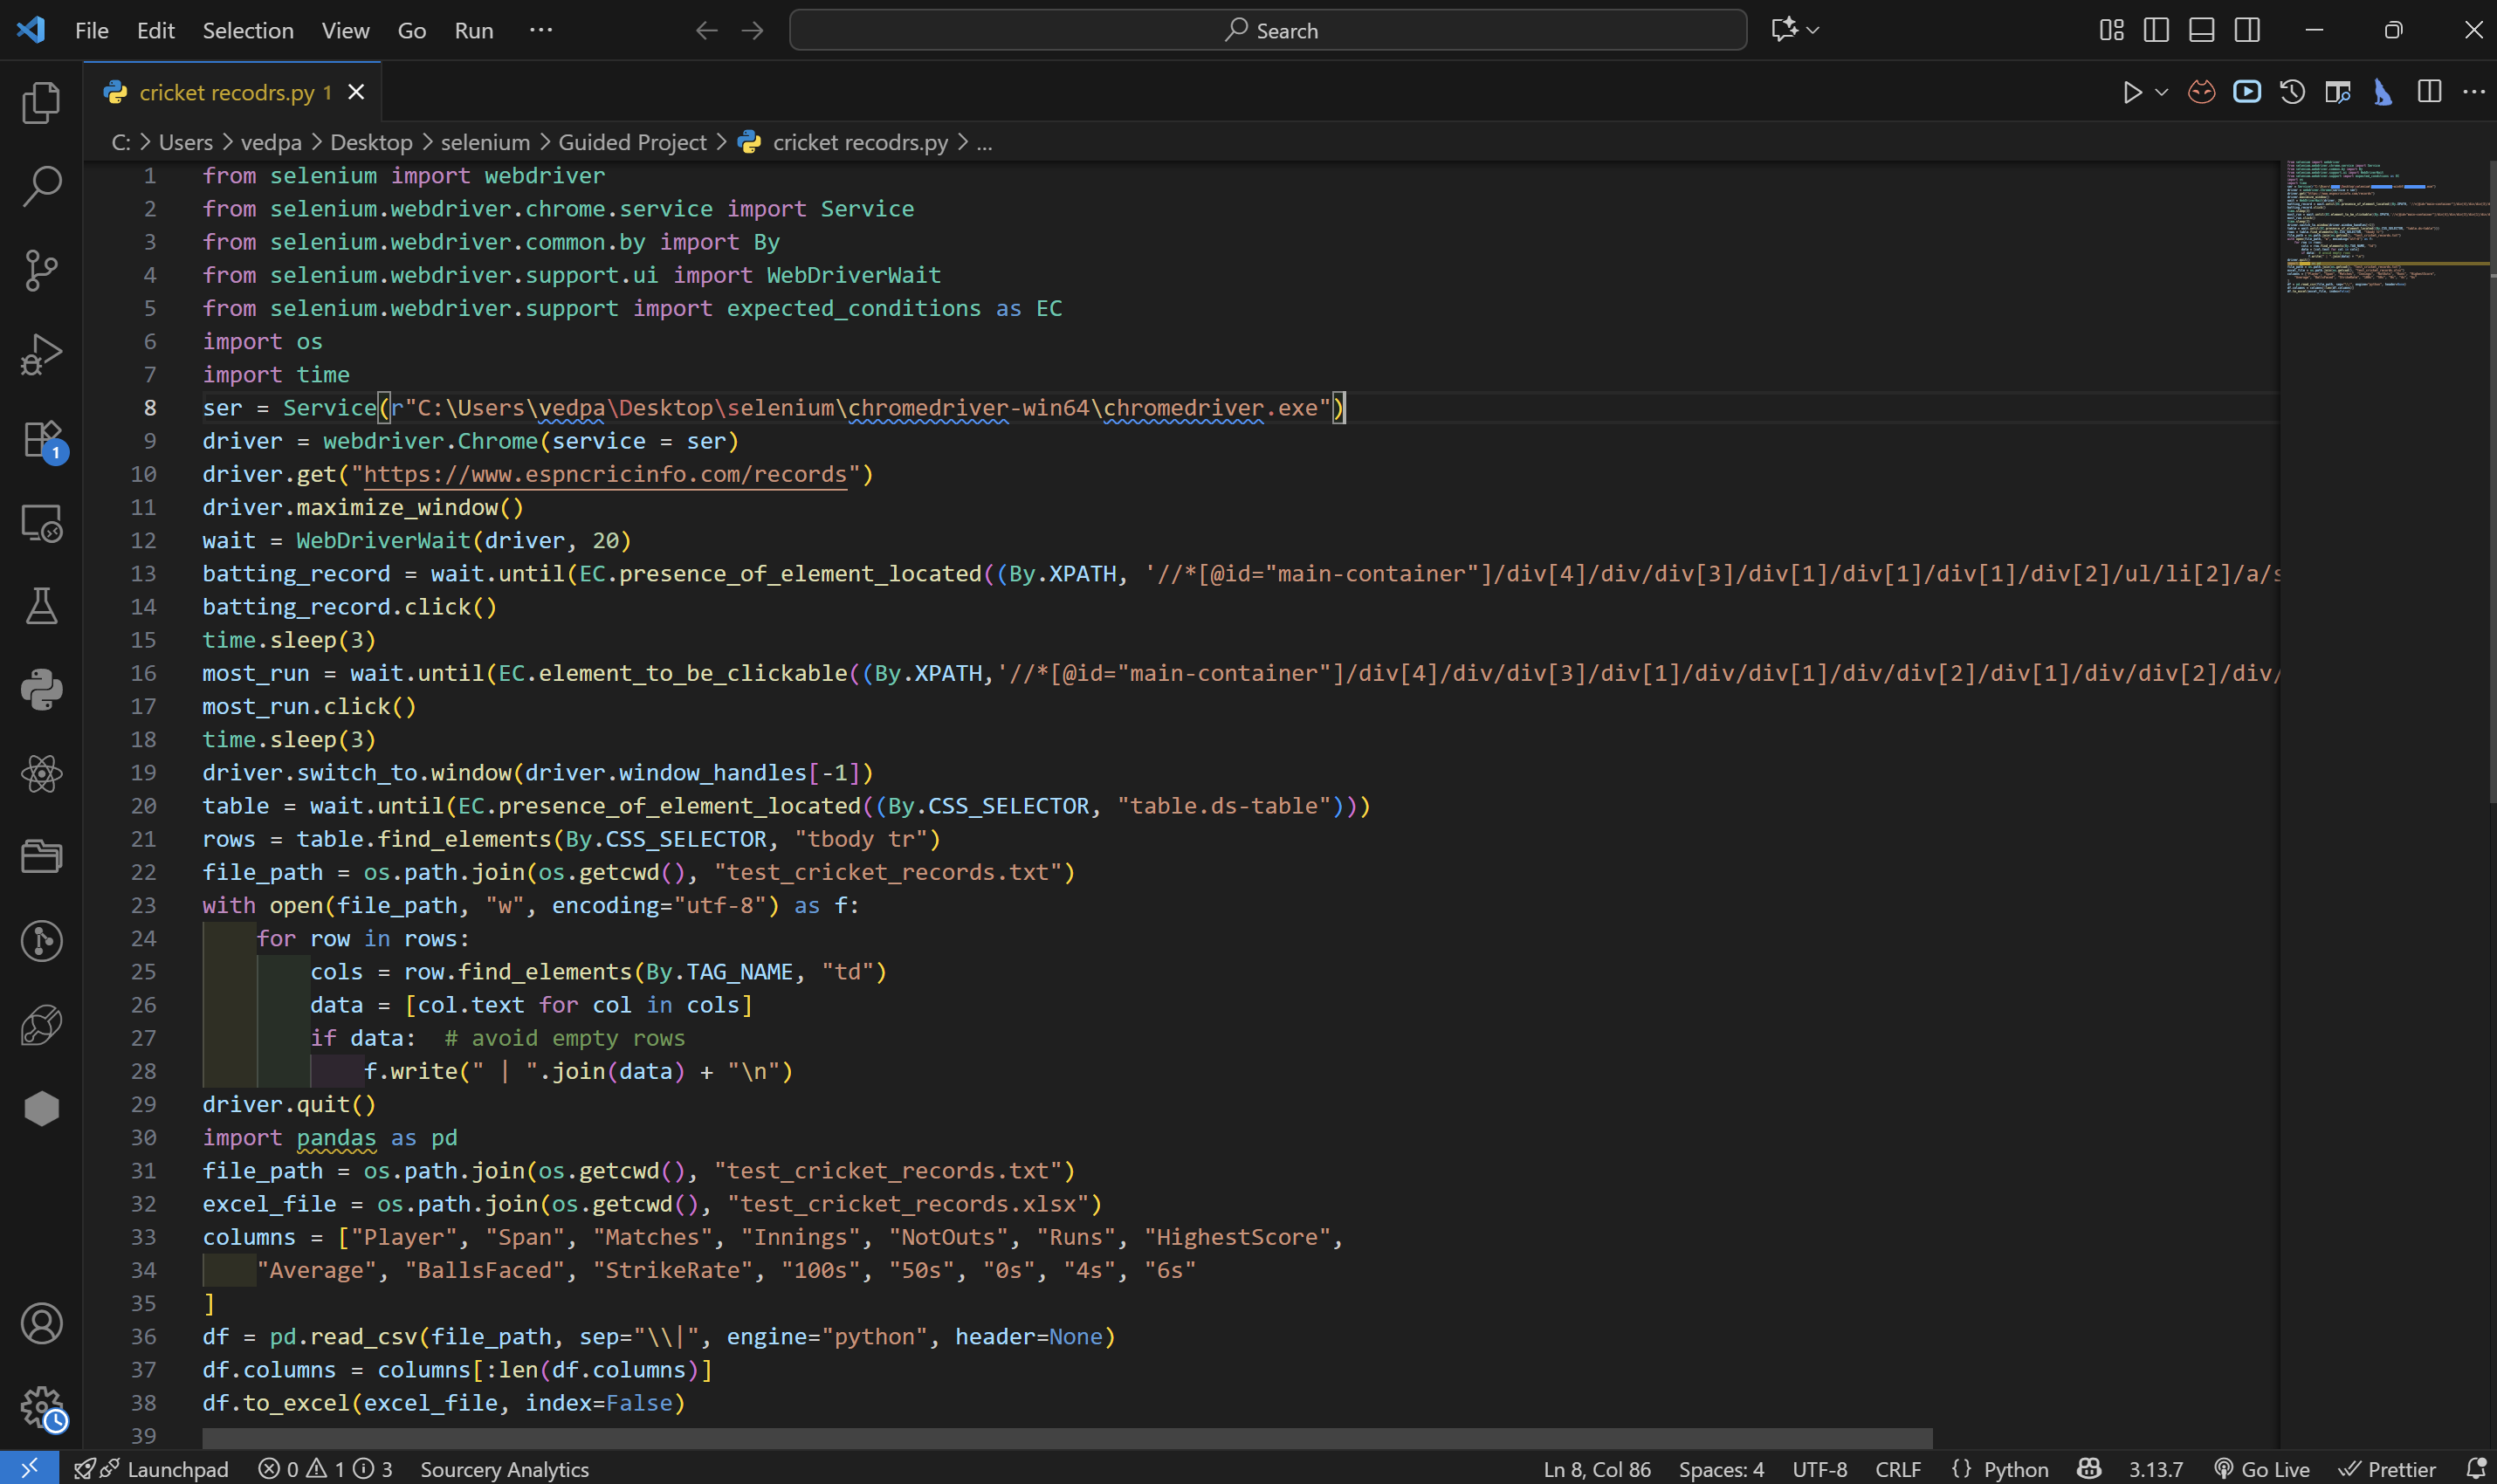 File Edit Selection View Go Run ··· Search
cricket recodrs.py 1
C: > Users > vedpa > Desktop > selenium > Guided Project > cricket recodrs.py > ...
1 from selenium import webdriver
2 from selenium.webdriver.chrome.service import Service
3 from selenium.webdriver.common.by import By
4 from selenium.webdriver.support.ui import WebDriverWait
5 from selenium.webdriver.support import expected_conditions as EC
6 import os
7 import time
8 ser = Service(r"C:\Users\vedpa\Desktop\selenium\chromedriver-win64\chromedriver.exe")
9 driver = webdriver.Chrome(service = ser)
10 driver.get("https://www.espncricinfo.com/records")
11 driver.maximize_window()
12 wait = WebDriverWait(driver, 20)
13 batting_record = wait.until(EC.presence_of_element_located((By.XPATH, '//*[@id="main-container"]/div[4]/div/div[3]/div[1]/div[1]/div[1]/div[2]/ul/li[2]/a/s
14 batting_record.click()
15 time.sleep(3)
16 most_run = wait.until(EC.element_to_be_clickable((By.XPATH,'//*[@id="main-container"]/div[4]/div/div[3]/div[1]/div/div[1]/div/div[2]/div[1]/div/div[2]/div/
17 most_run.click()
18 time.sleep(3)
19 driver.switch_to.window(driver.window_handles[-1])
20 table = wait.until(EC.presence_of_element_located((By.CSS_SELECTOR, "table.ds-table")))
21 rows = table.find_elements(By.CSS_SELECTOR, "tbody tr")
22 file_path = os.path.join(os.getcwd(), "test_cricket_records.txt")
23 with open(file_path, "w", encoding="utf-8") as f:
24     for row in rows:
25         cols = row.find_elements(By.TAG_NAME, "td")
26         data = [col.text for col in cols]
27         if data:  # avoid empty rows
28             f.write(" | ".join(data) + "\n")
29 driver.quit()
30 import pandas as pd
31 file_path = os.path.join(os.getcwd(), "test_cricket_records.txt")
32 excel_file = os.path.join(os.getcwd(), "test_cricket_records.xlsx")
33 columns = ["Player", "Span", "Matches", "Innings", "NotOuts", "Runs", "HighestScore",
34     "Average", "BallsFaced", "StrikeRate", "100s", "50s", "0s", "4s", "6s"
35 ]
36 df = pd.read_csv(file_path, sep="\\|", engine="python", header=None)
37 df.columns = columns[:len(df.columns)]
38 df.to_excel(excel_file, index=False)
39
1
Launchpad 0 1 3 Sourcery Analytics Ln 8, Col 86 Spaces: 4 UTF-8 CRLF {} Python 3.13.7 Go Live Prettier